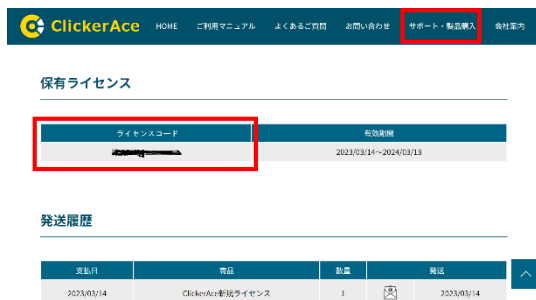 ClickerAce HOME ご利用マニュアル よくあるご質問 お問い合わせ サポート・製品購入 会社案内
保有ライセンス
ライセンスコード 有効期間
2023/03/14～2024/03/13
発送履歴
支払日 商品 数量 発送
2023/03/14 ClickerAce新規ライセンス 1 2023/03/14